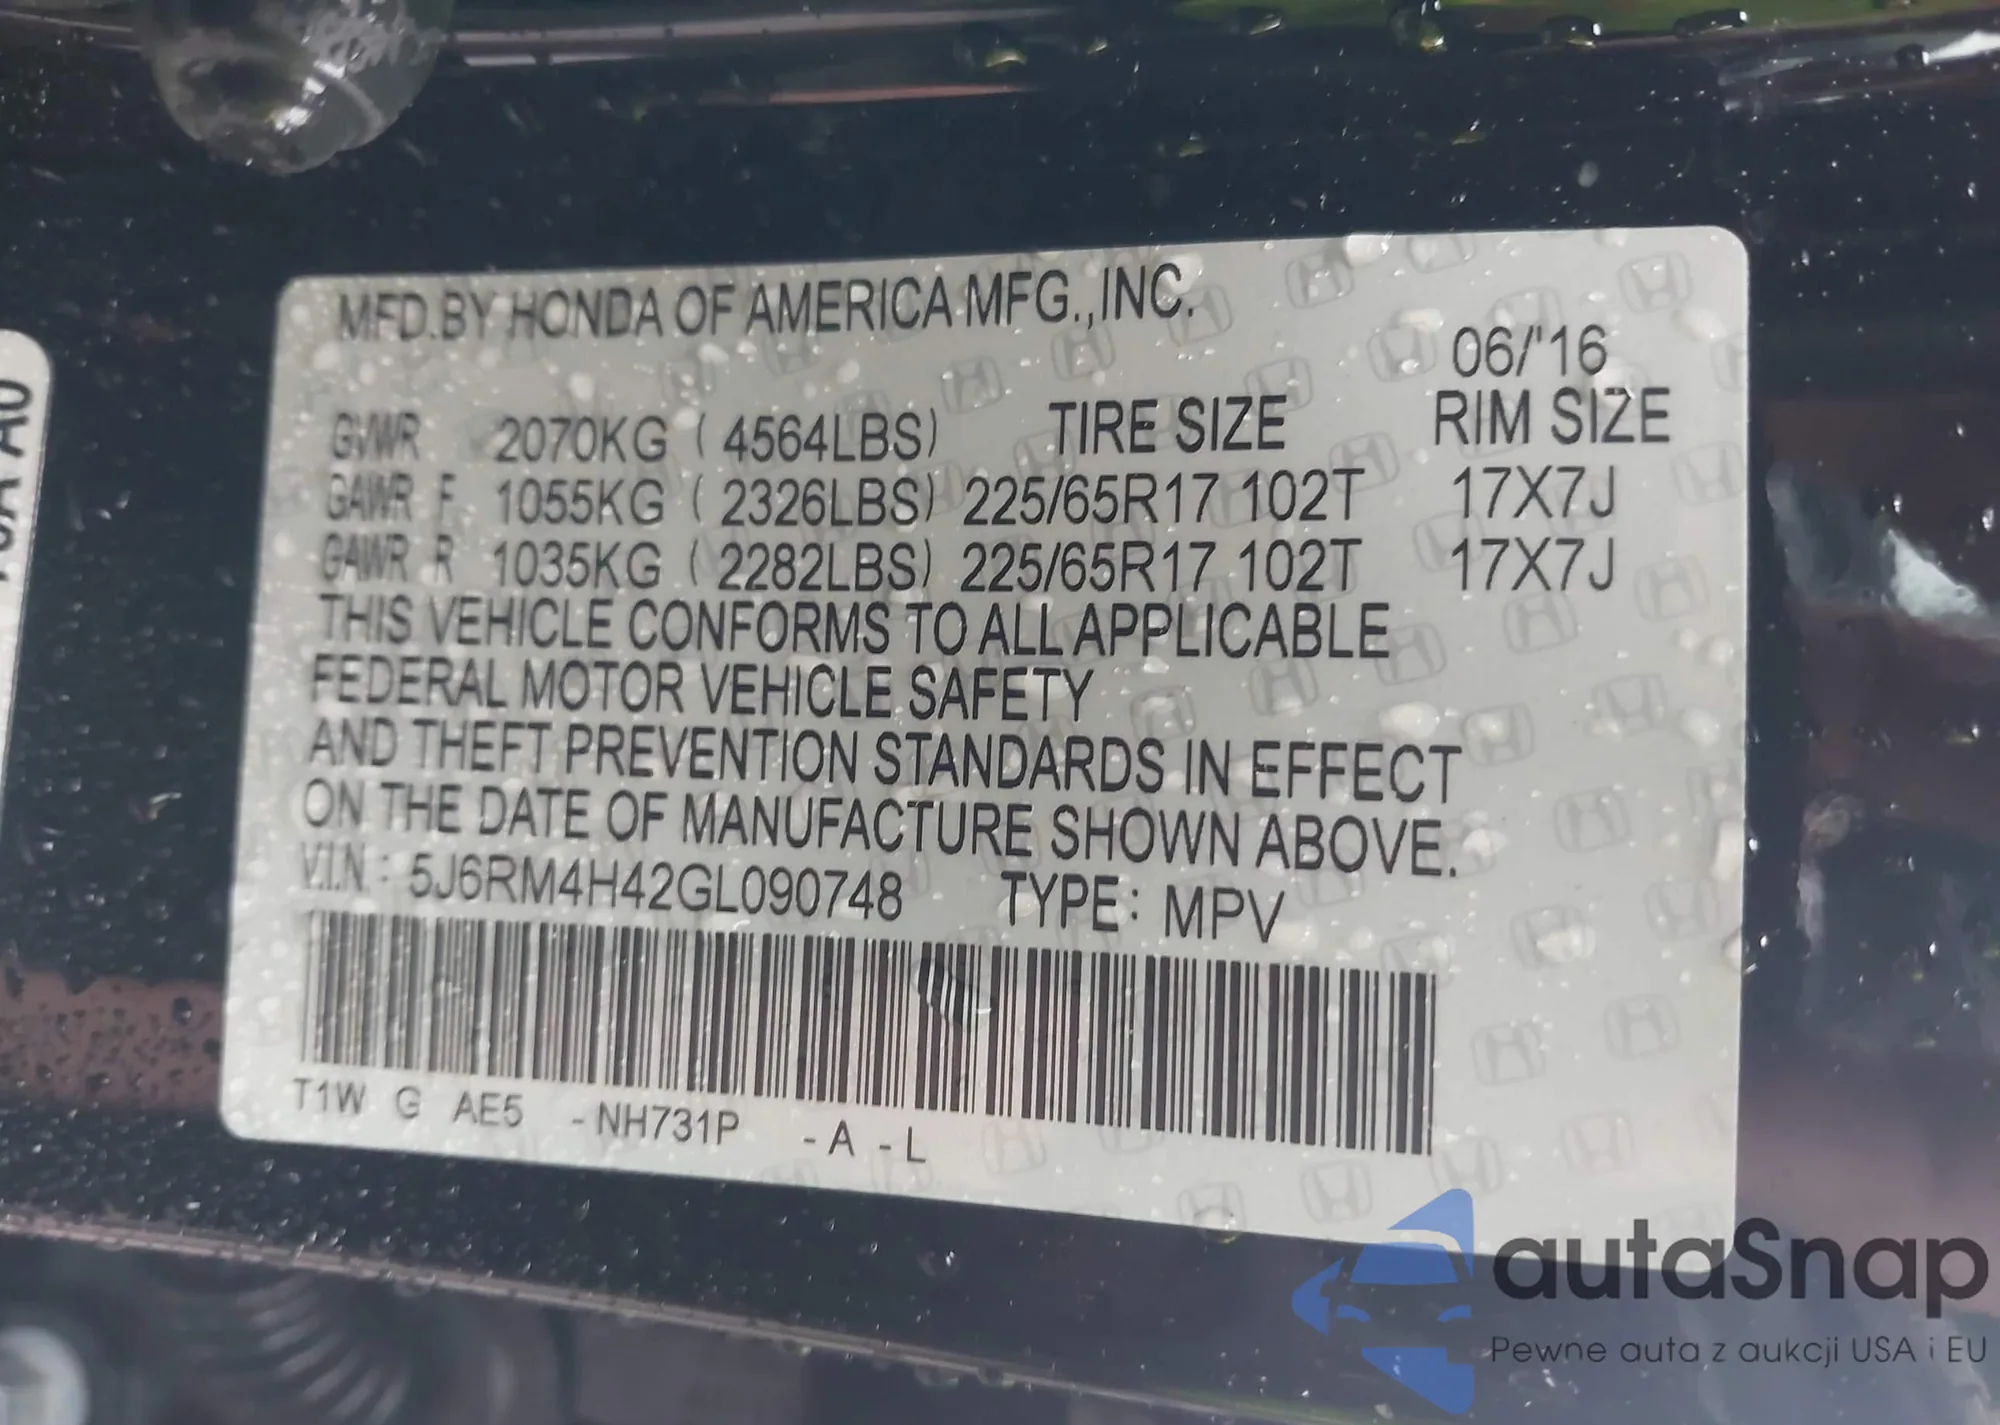 MFD.BY HONDA OF AMERICA MFG.,INC.
06/'16
GVWR 2070KG ( 4564LBS) TIRE SIZE RIM SIZE
GAWR F 1055KG ( 2326LBS) 225/65R17 102T 17X7J
GAWR R 1035KG ( 2282LBS) 225/65R17 102T 17X7J
THIS VEHICLE CONFORMS TO ALL APPLICABLE
FEDERAL MOTOR VEHICLE SAFETY
AND THEFT PREVENTION STANDARDS IN EFFECT
ON THE DATE OF MANUFACTURE SHOWN ABOVE.
V.I.N : 5J6RM4H42GL090748 TYPE: MPV
T1W G AE5 -NH731P -A -L
autaSnap
Pewne auta z aukcji USA i EU